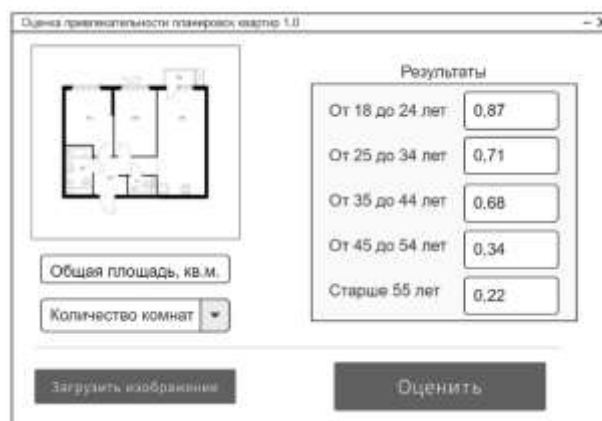 Оценка привлекательности планировок квартир 1.0
Результаты
От 18 до 24 лет 0,87
От 25 до 34 лет 0,71
От 35 до 44 лет 0,68
От 45 до 54 лет 0,34
Старше 55 лет 0,22
Общая площадь, кв.м.
Количество комнат
Загрузить изображение
Оценить